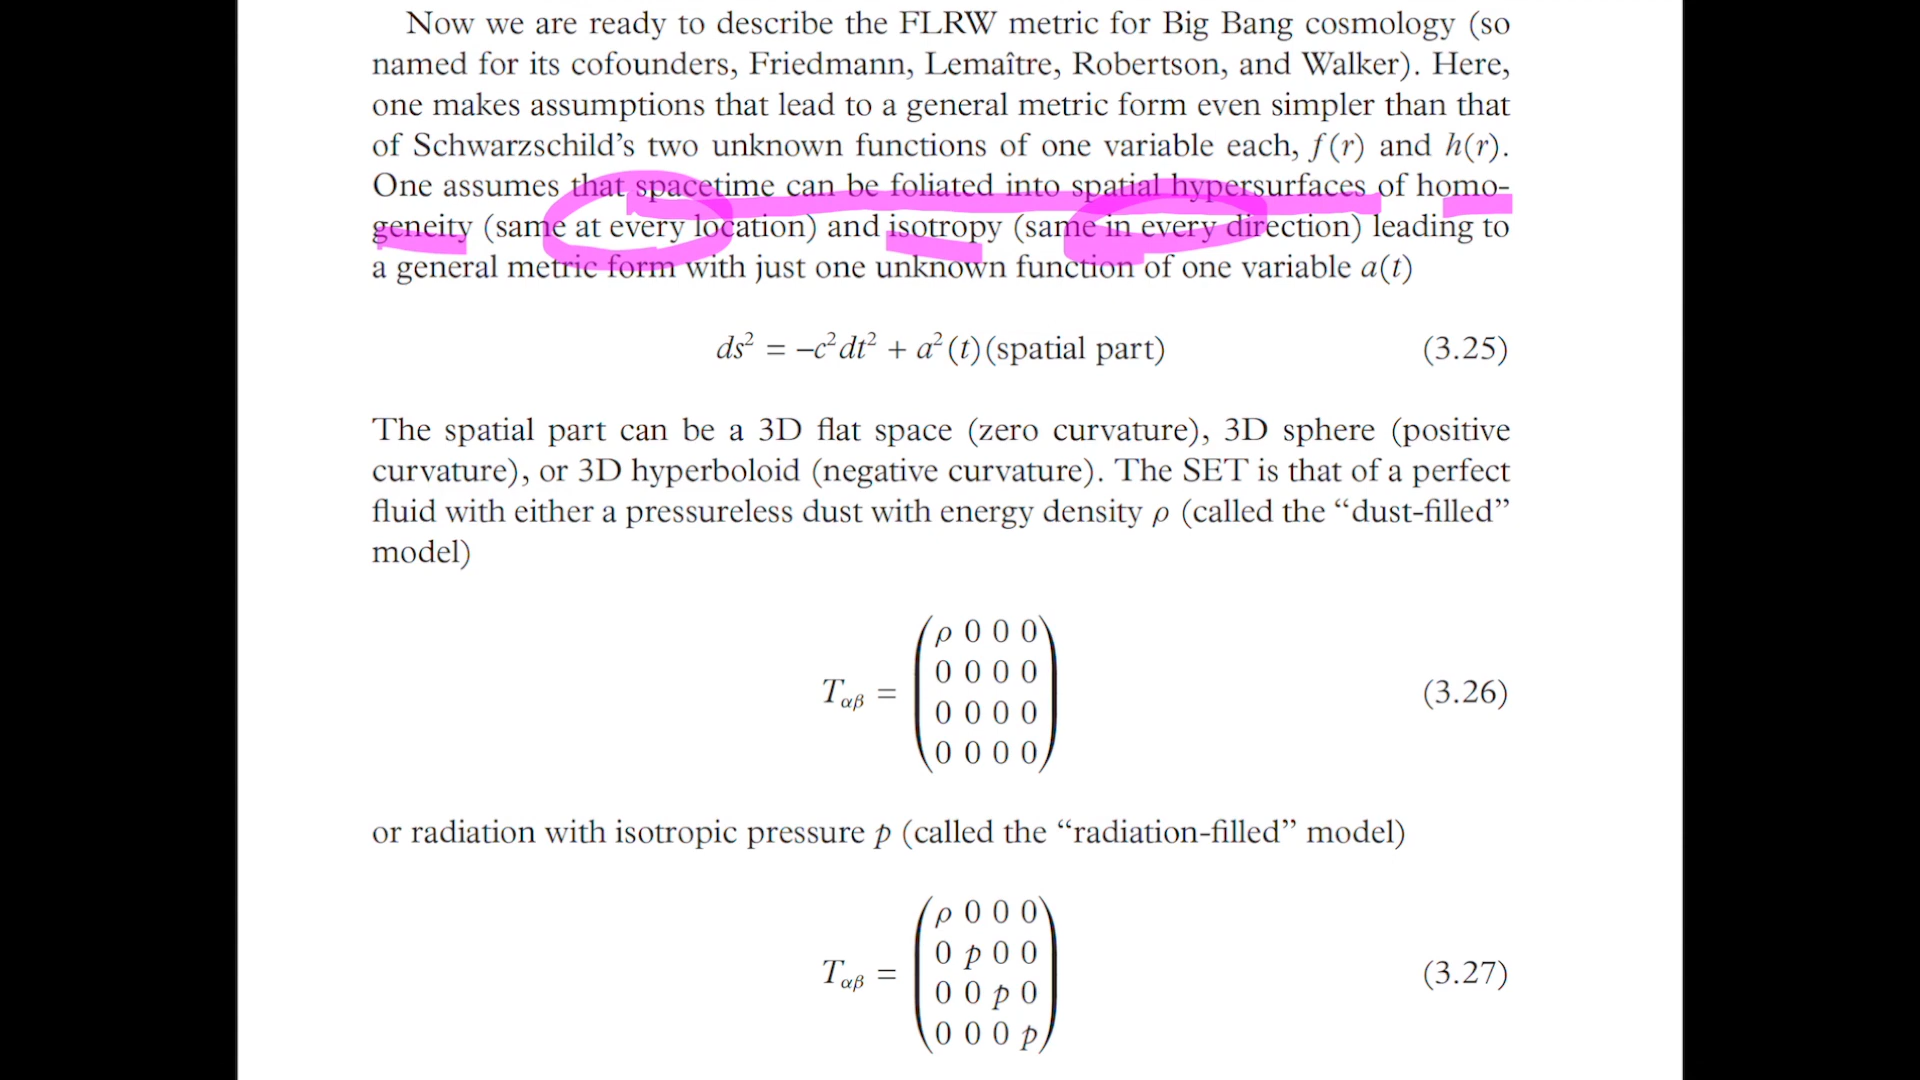 Now we are ready to describe the FLRW metric for Big Bang cosmology (so
named for its cofounders, Friedmann, Lemaître, Robertson, and Walker). Here,
one makes assumptions that lead to a general metric form even simpler than that
of Schwarzschild’s two unknown functions of one variable each, f(r) and h(r).
One assumes that spacetime can be foliated into spatial hypersurfaces of homo-
geneity (same at every location) and isotropy (same in every direction) leading to
a general metric form with just one unknown function of one variable a(t)
ds² = –c²dt² + a²(t)(spatial part) (3.25)
The spatial part can be a 3D flat space (zero curvature), 3D sphere (positive
curvature), or 3D hyperboloid (negative curvature). The SET is that of a perfect
fluid with either a pressureless dust with energy density ρ (called the “dust-filled”
model)
ρ 0 0 0
0 0 0 0
Tαβ = (3.26)
0 0 0 0
0 0 0 0
or radiation with isotropic pressure p (called the “radiation-filled” model)
ρ 0 0 0
0 p 0 0
Tαβ = (3.27)
0 0 p 0
0 0 0 p